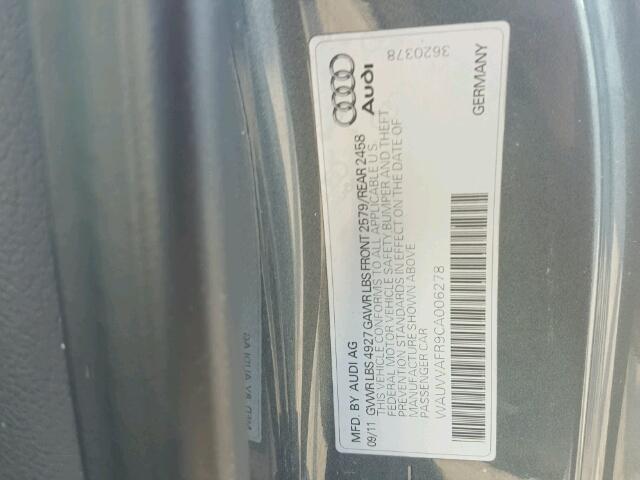 MFD. BY AUDI AG
09/11 GVWR LBS 4927 GAWR LBS FRONT 2579/REAR 2458
THIS VEHICLE CONFORMS TO ALL APPLICABLE U.S.
FEDERAL MOTOR VEHICLE SAFETY BUMPER AND THEFT
PREVENTION STANDARDS IN EFFECT ON THE DATE OF
MANUFACTURE SHOWN ABOVE
PASSENGER CAR
WAUWAFR9CA006278
Audi
3620378
GERMANY